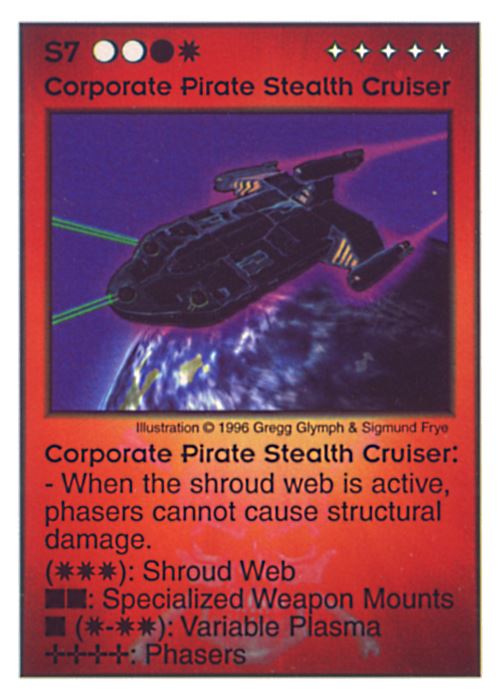 S7
Corporate Pirate Stealth Cruiser
Illustration © 1996 Gregg Glymph & Sigmund Frye
Corporate Pirate Stealth Cruiser:
- When the shroud web is active,
phasers cannot cause structural
damage.
(✷✷✷): Shroud Web
■■: Specialized Weapon Mounts
■ (✷-✷✷): Variable Plasma
✢✢✢✢: Phasers